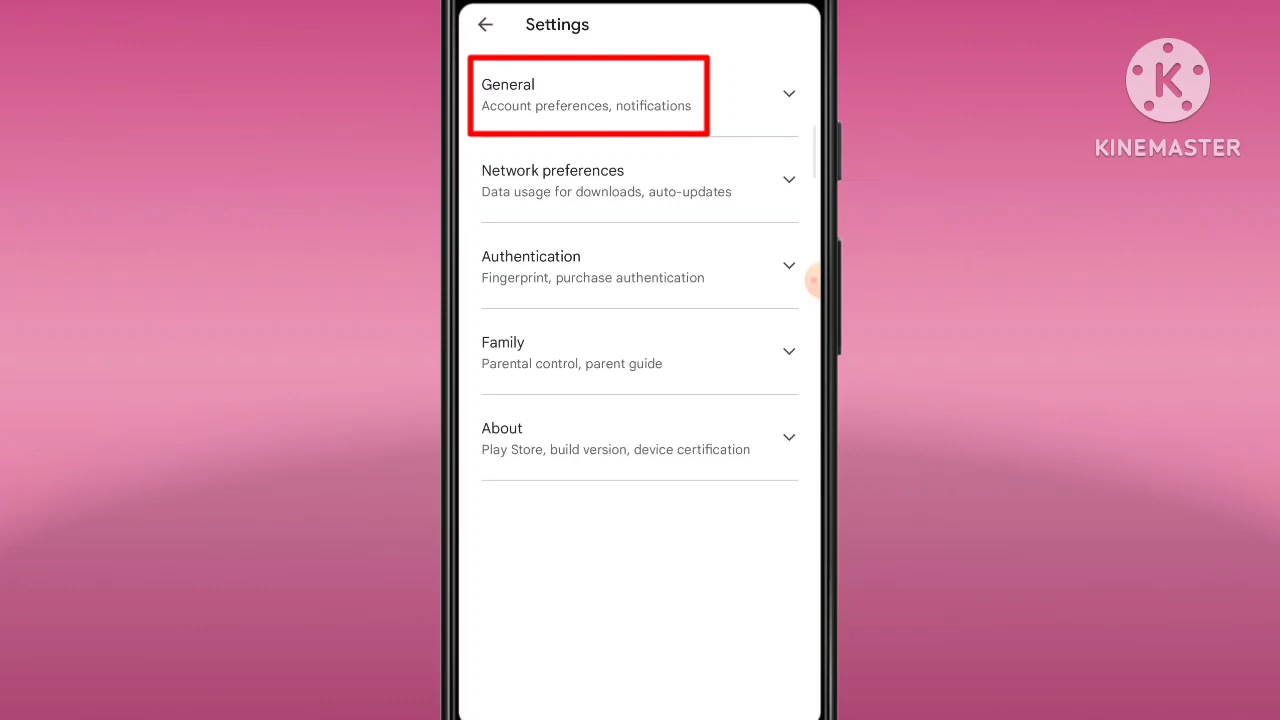 Settings
General
Account preferences, notifications
Network preferences
Data usage for downloads, auto-updates
Authentication
Fingerprint, purchase authentication
Family
Parental control, parent guide
About
Play Store, build version, device certification
K
KINEMASTER